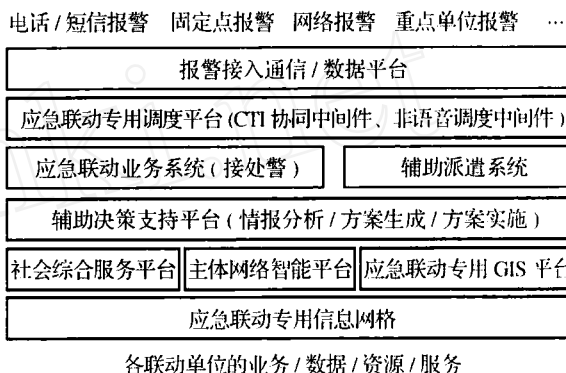 电话 / 短信报警 固定点报警 网络报警 重点单位报警 …
报警接入通信 / 数据平台
应急联动专用调度平台 (CTI 协同中间件、非语音调度中间件 )
应急联动业务系统 ( 接处警 ) 辅助派遣系统
辅助决策支持平台 ( 情报分析 / 方案生成 / 方案实施 )
社会综合服务平台 主体网络智能平台 应急联动专用 GIS 平台
应急联动专用信息网格
各联动单位的业务 / 数据 / 资源 / 服务